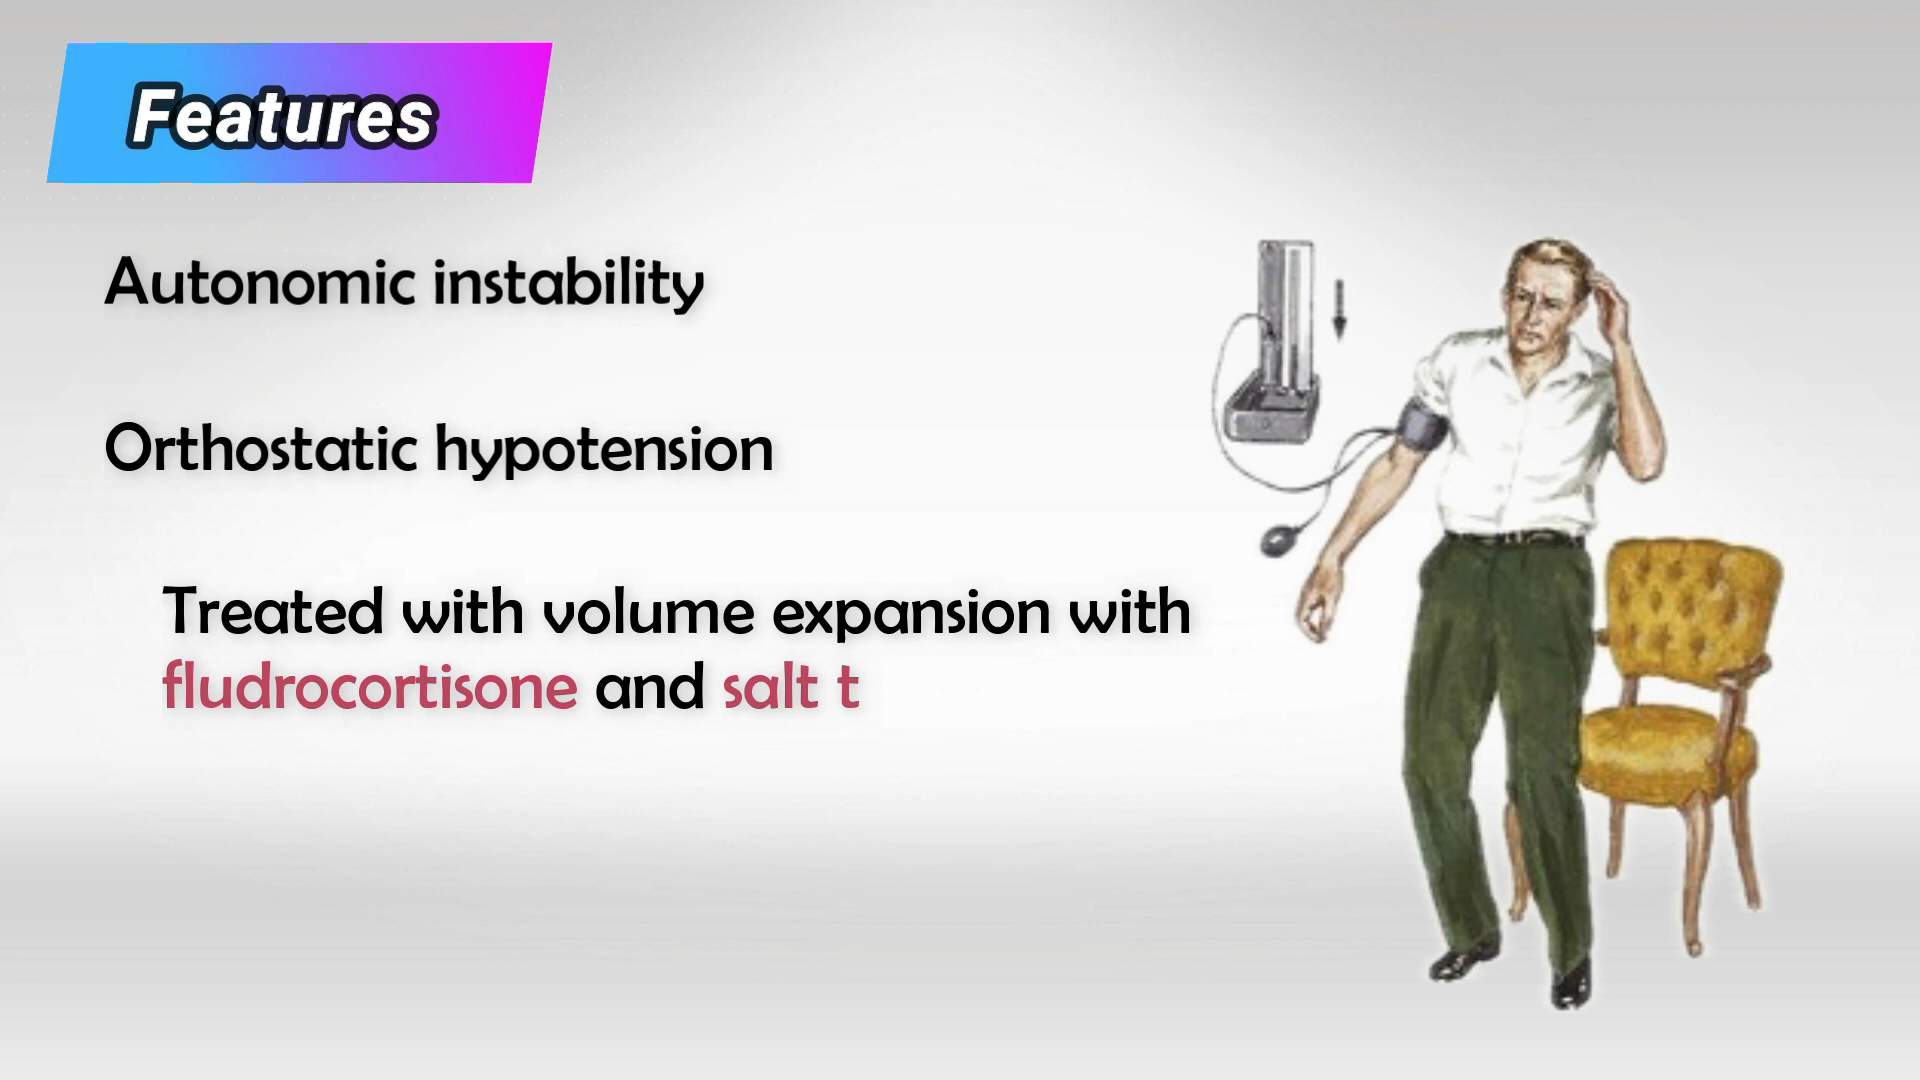 Features
Autonomic instability
Orthostatic hypotension
Treated with volume expansion with
fludrocortisone and salt t